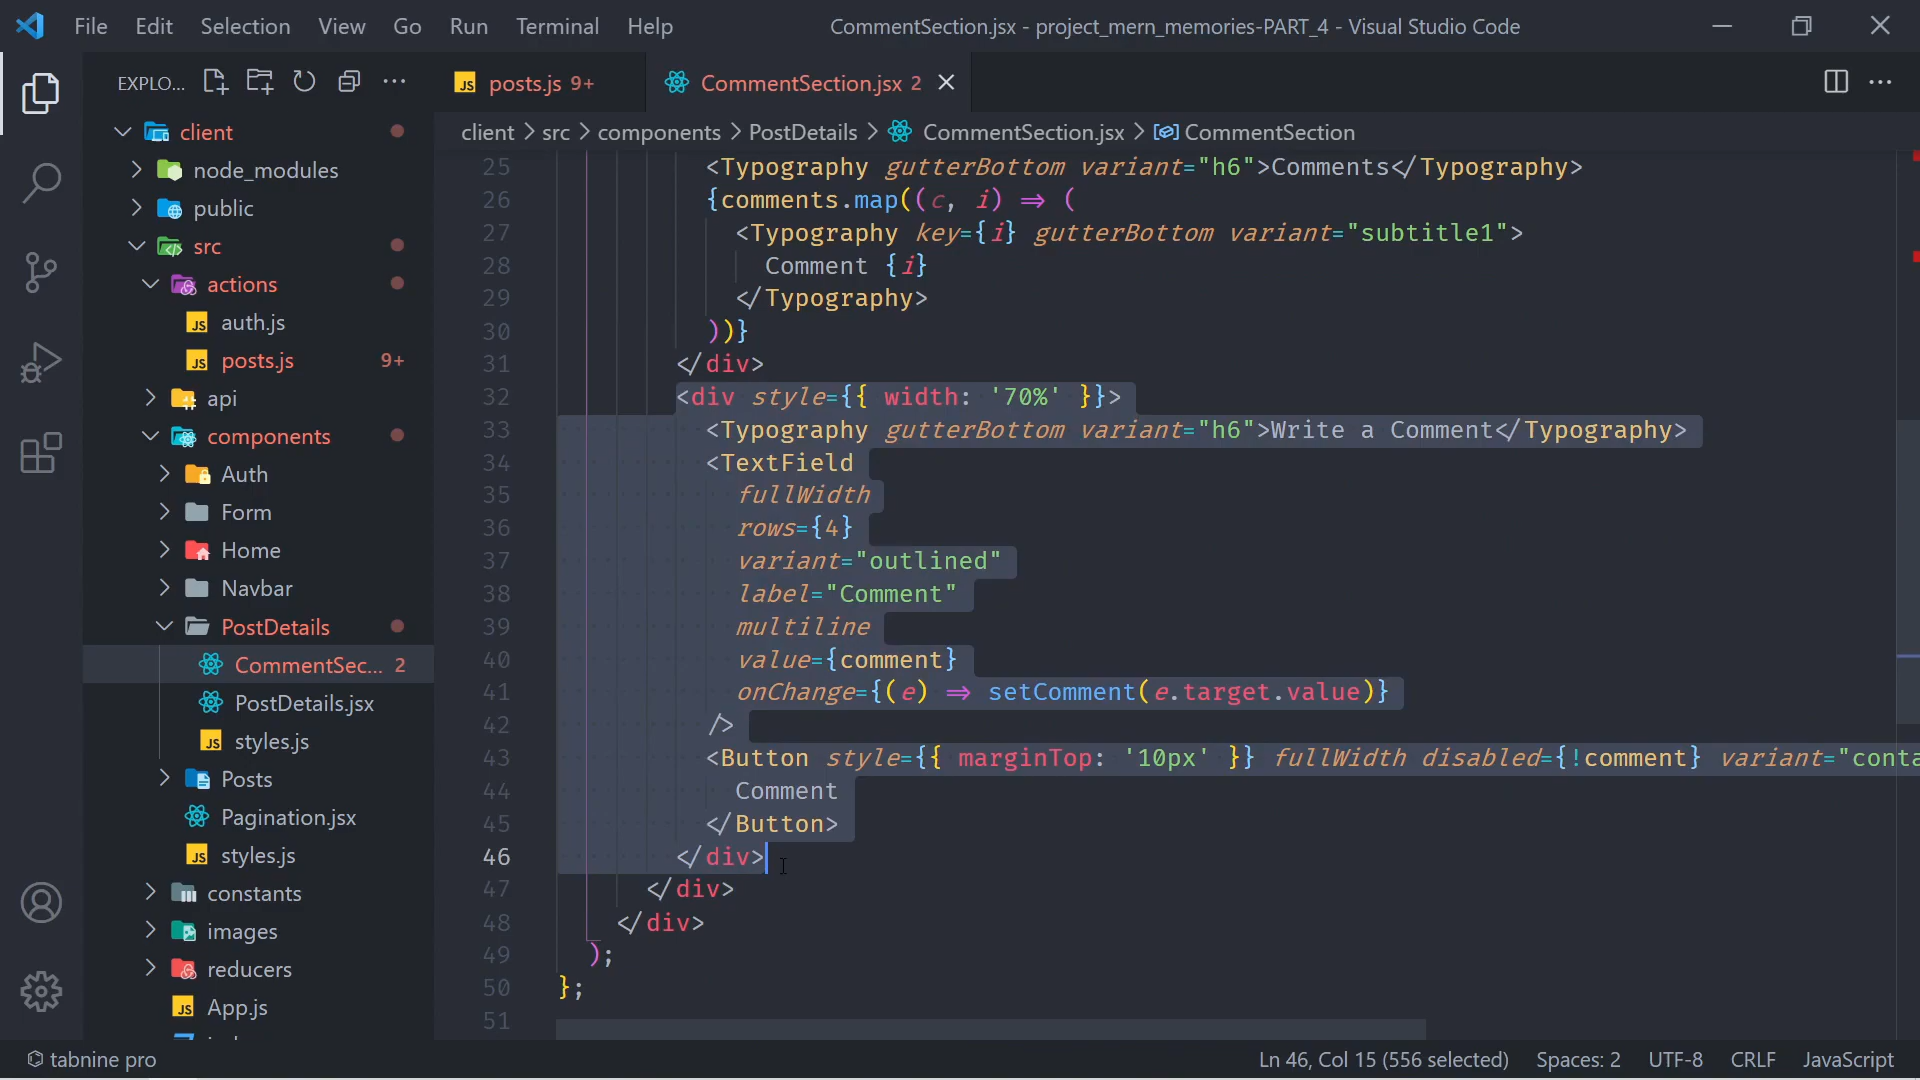 File Edit Selection View Go Run Terminal Help CommentSection.jsx - project_mern_memories-PART_4 - Visual Studio Code
EXPLO... posts.js 9+ CommentSection.jsx 2
client > src > components > PostDetails > CommentSection.jsx > CommentSection
client
node_modules
public
src
actions
auth.js
posts.js 9+
api
components
Auth
Form
Home
Navbar
PostDetails
CommentSec... 2
PostDetails.jsx
styles.js
Posts
Pagination.jsx
styles.js
constants
images
reducers
App.js
25 <Typography gutterBottom variant="h6">Comments</Typography>
26 {comments.map((c, i) => (
27 <Typography key={i} gutterBottom variant="subtitle1">
28 Comment {i}
29 </Typography>
30 ))}
31 </div>
32 <div style={{ width: '70%' }}>
33 <Typography gutterBottom variant="h6">Write a Comment</Typography>
34 <TextField
35 fullWidth
36 rows={4}
37 variant="outlined"
38 label="Comment"
39 multiline
40 value={comment}
41 onChange={(e) => setComment(e.target.value)}
42 />
43 <Button style={{ marginTop: '10px' }} fullWidth disabled={!comment} variant="conta
44 Comment
45 </Button>
46 </div>
47 </div>
48 </div>
49 );
50 };
51
tabnine pro Ln 46, Col 15 (556 selected) Spaces: 2 UTF-8 CRLF JavaScript